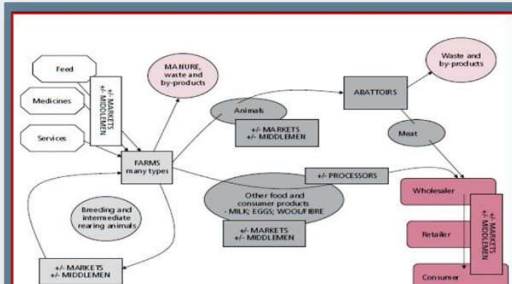 Feed
Medicines
Services
+/- MARKETS
+/- MIDDLEMEN
MANURE,
waste and
by-products
Animals
+/- MARKETS
+/- MIDDLEMEN
ABATTOIRS
Waste and
by-products
Meat
FARMS
many types
+/- PROCESSORS
Other food and
consumer products
- MILK; EGGS; WOOL/FIBRE
+/- MARKETS
+/- MIDDLEMEN
Breeding and
intermediate
rearing animals
+/- MARKETS
+/- MIDDLEMEN
Wholesaler
Retailer
Consumer
+/- MARKETS
+/- MIDDLEMEN